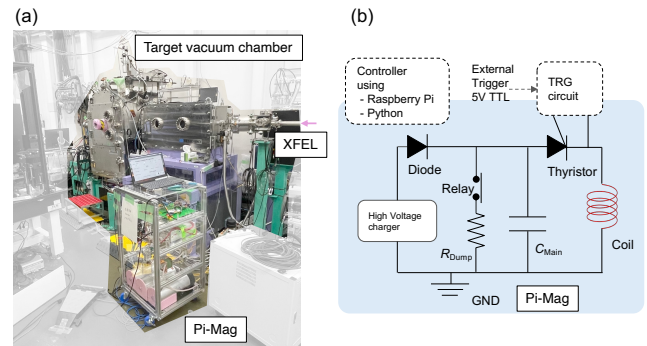 (a)
Target vacuum chamber
XFEL
Pi-Mag
(b)
Controller
using
- Raspberry Pi
- Python
External
Trigger
5V TTL
TRG
circuit
Diode
Thyristor
Relay
High Voltage
charger
R_Dump
C_Main
Coil
GND
Pi-Mag